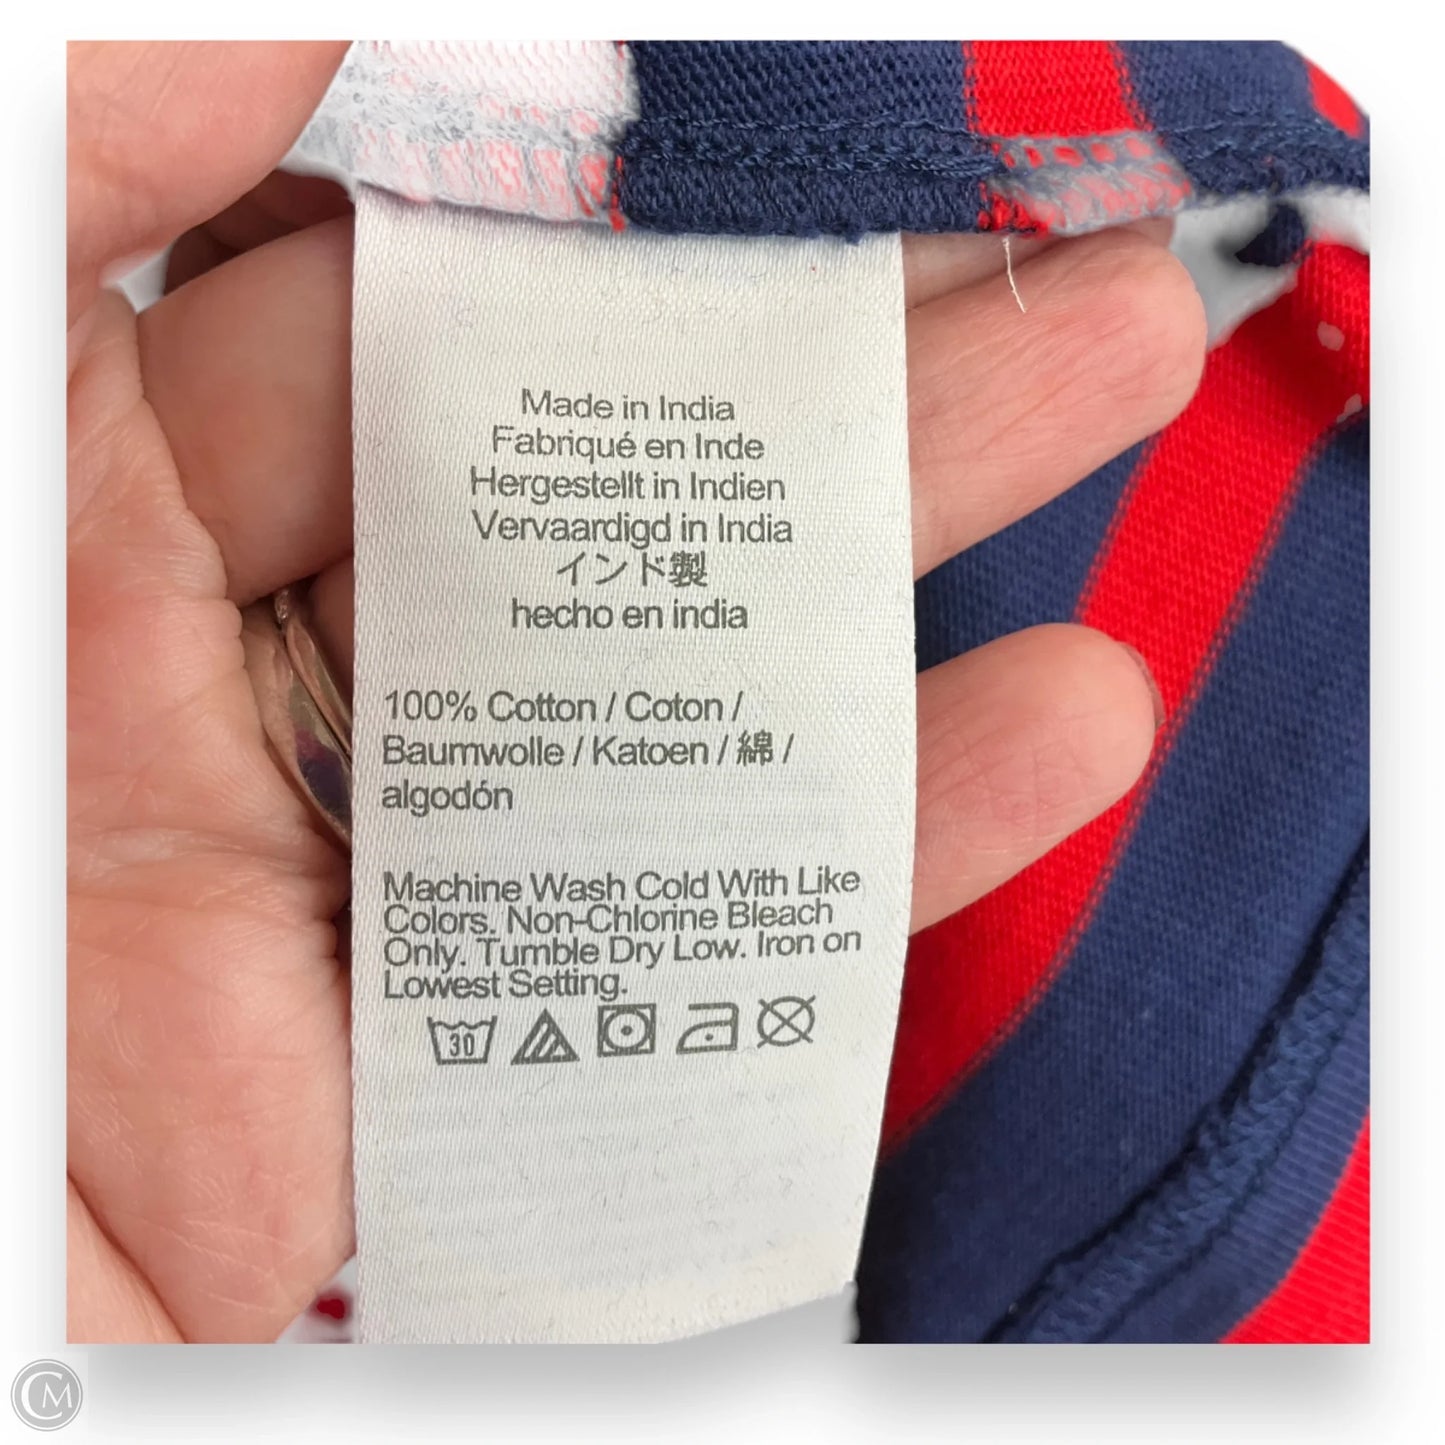 Made in India
Fabriqué en Inde
Hergestellt in Indien
Vervaardigd in India
インド製
hecho en india
100% Cotton / Coton /
Baumwolle / Katoen / 綿 /
algodón
Machine Wash Cold With Like
Colors. Non-Chlorine Bleach
Only. Tumble Dry Low. Iron on
Lowest Setting.
30
CM